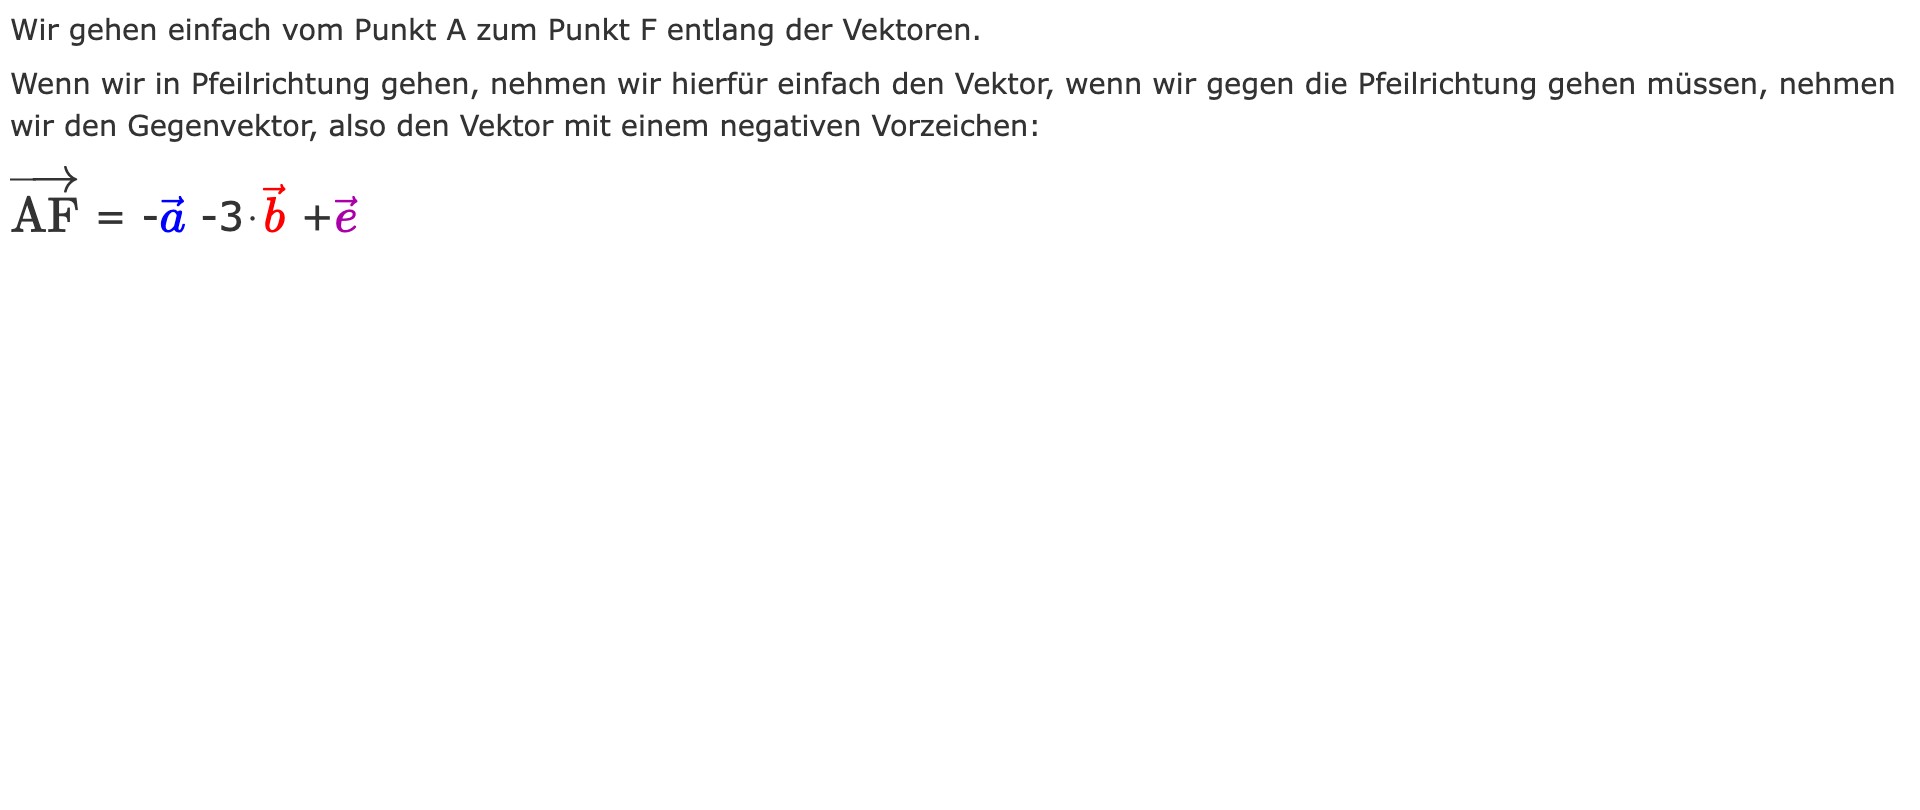 Wir gehen einfach vom Punkt A zum Punkt F entlang der Vektoren.
Wenn wir in Pfeilrichtung gehen, nehmen wir hierfür einfach den Vektor, wenn wir gegen die Pfeilrichtung gehen müssen, nehmen
wir den Gegenvektor, also den Vektor mit einem negativen Vorzeichen:
$\overrightarrow{AF}$ = -$\vec{a}$ -3·$\vec{b}$ +$\vec{e}$